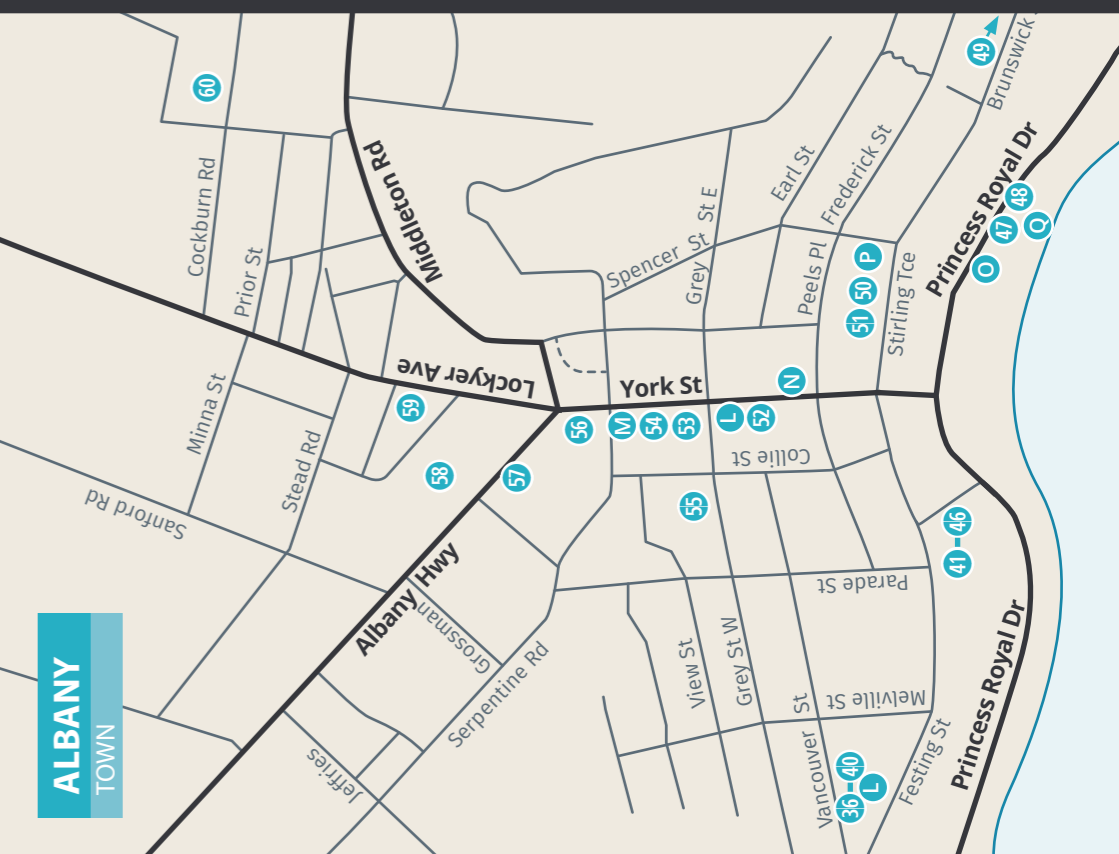 ALBANY
TOWN
60
49
Brunswick
Cockburn Rd
Prior St
Middleton Rd
Spencer St
Grey St E
Earl St
Frederick St
Peels Pl
Stirling Tce
Princess Royal Dr
48
47
Q
P
O
50
51
Minna St
Stead Rd
Sanford Rd
Lockyer Ave
York St
N
59
58
57
56
M
54
53
L
52
Collie St
55
46
41
Albany Hwy
Grossman
Serpentine Rd
Jeffries
Parade St
View St
Grey St W
Vancouver St
Melville St
Festing St
Princess Royal Dr
40
36
L